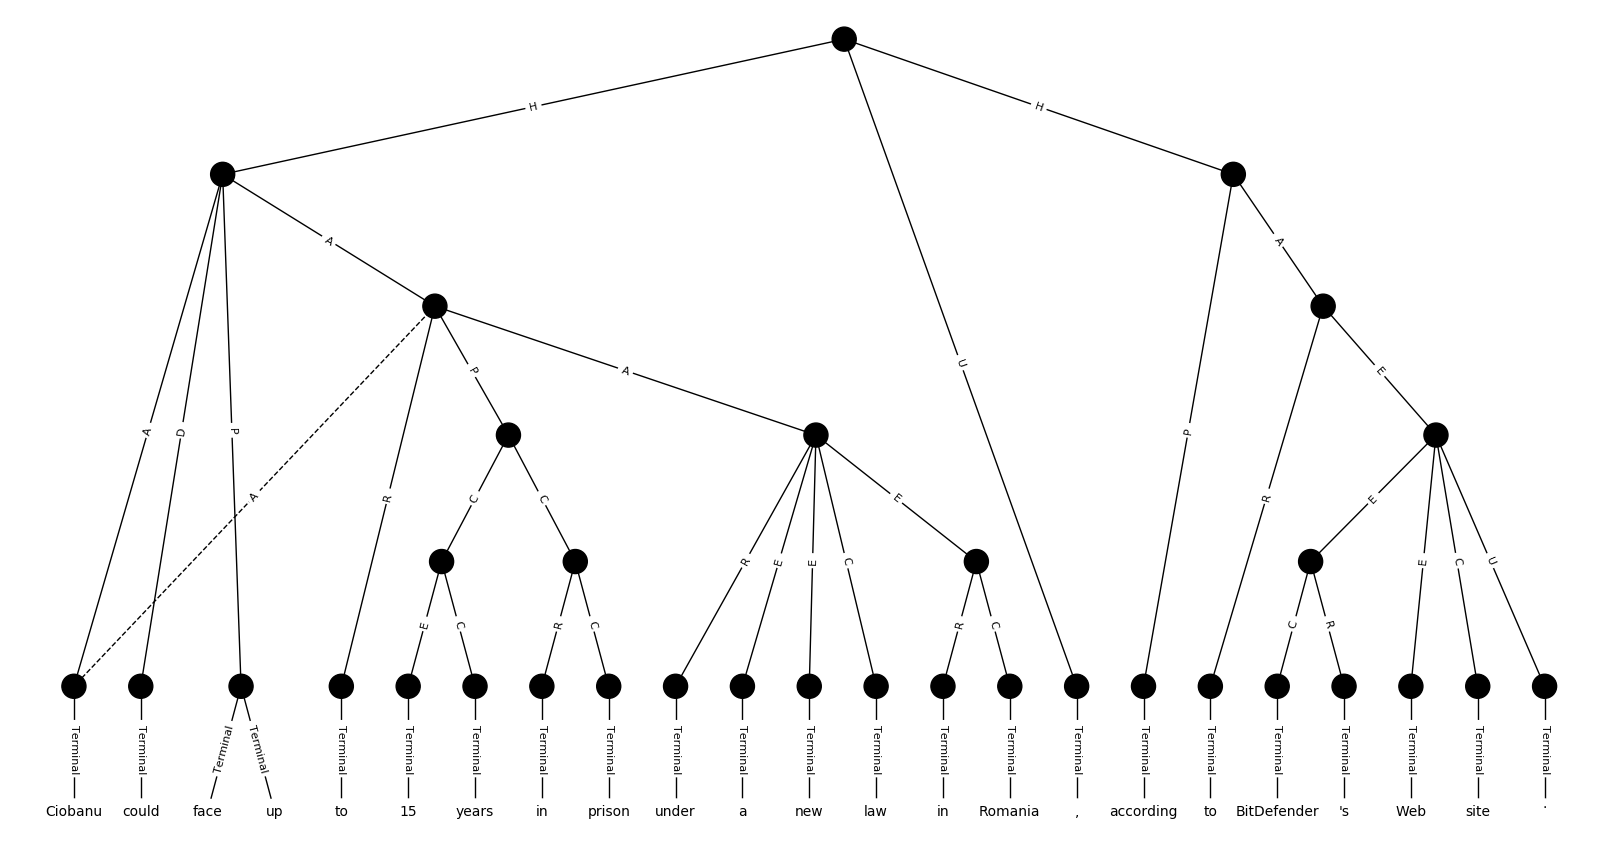 H H
A
A
A P
E
U A
A D P P
A R C C E R E
R E E C E C U
E C R C R C C R
Terminal Terminal Terminal Terminal Terminal Terminal Terminal Terminal Terminal Terminal Terminal Terminal Terminal Terminal Terminal Terminal Terminal Terminal Terminal Terminal Terminal Terminal Terminal
Ciobanu could face up to 15 years in prison under a new law in Romania , according to BitDefender 's Web site .